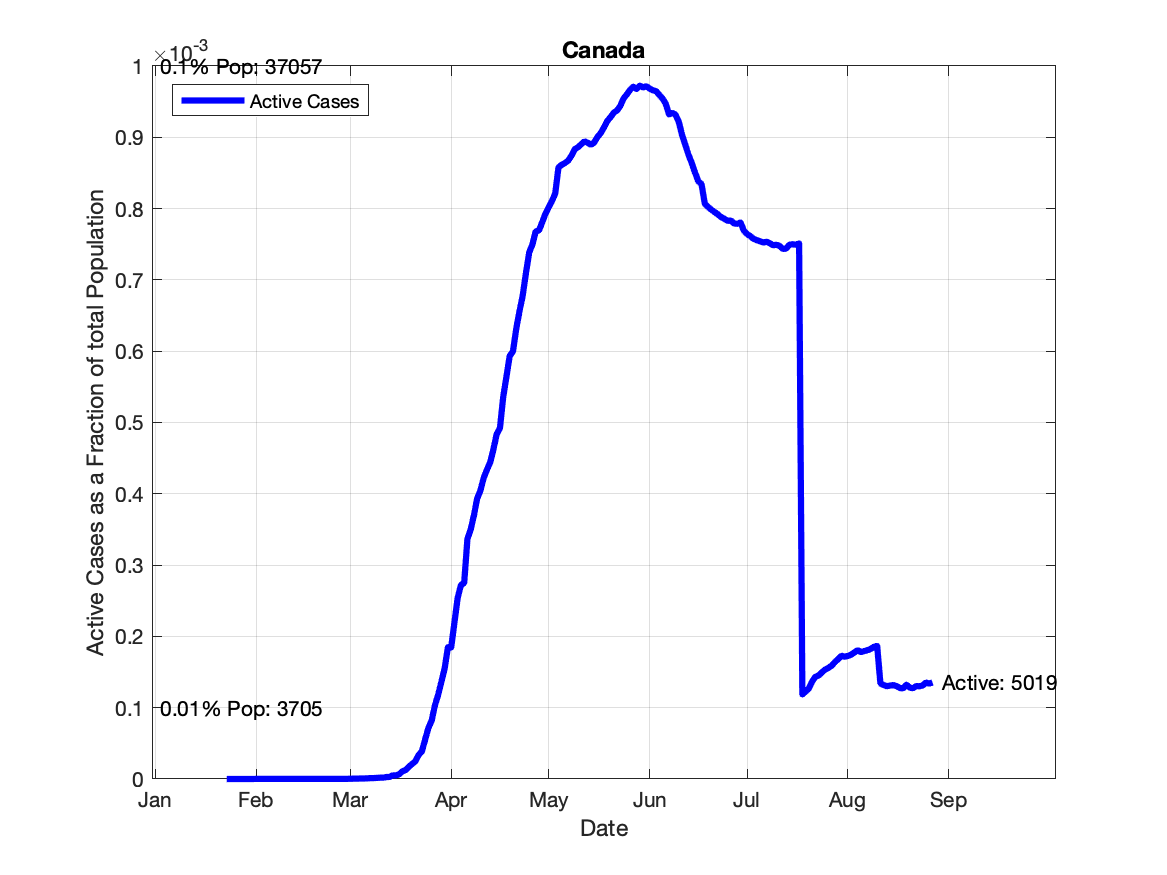 Canada
×10-3
0.1% Pop: 37057
Active Cases
1
0.9
0.8
0.7
0.6
0.5
0.4
0.3
0.2
0.1
0
Active Cases as a Fraction of total Population
0.01% Pop: 3705
Active: 5019
Jan Feb Mar Apr May Jun Jul Aug Sep
Date